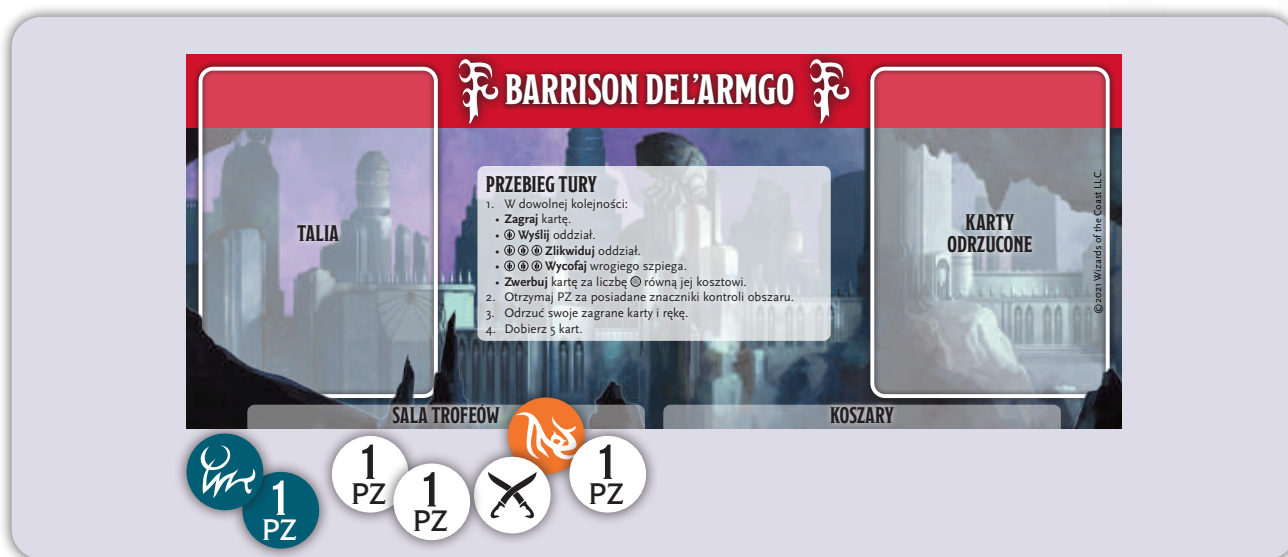 BARRISON DEL'ARMGO
TALIA
PRZEBIEG TURY
1. W dowolnej kolejności:
• Zagraj kartę.
• Wyślij oddział.
• Zlikwiduj oddział.
• Wycofaj wrogiego szpiega.
• Zwerbuj kartę za liczbę równą jej kosztowi.
2. Otrzymaj PZ za posiadane znaczniki kontroli obszaru.
3. Odrzuć swoje zagrane karty i rękę.
4. Dobierz 5 kart.
KARTY
ODRZUCONE
©2021 Wizards of the Coast LLC.
SALA TROFEÓW
KOSZARY
1
PZ
1
PZ
1
PZ
1
PZ